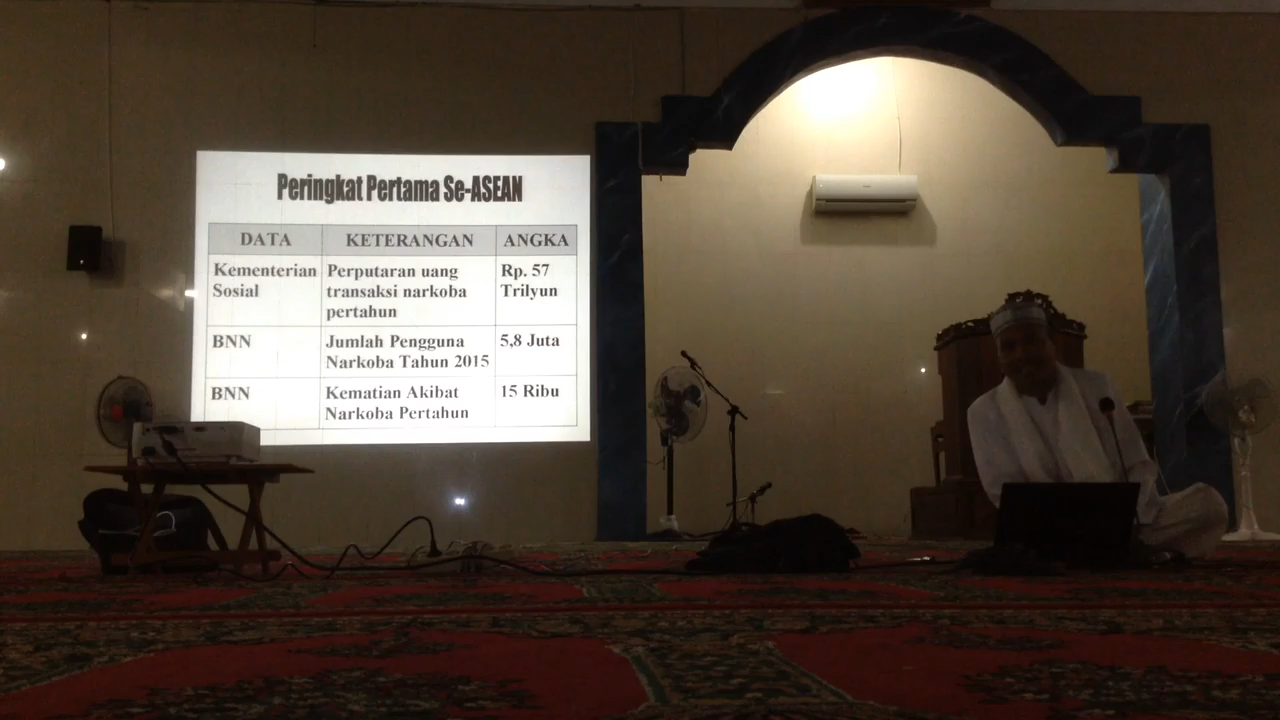 Peringkat Pertama Se-ASEAN
DATA KETERANGAN ANGKA
Kementerian Perputaran uang Rp. 57
Sosial transaksi narkoba Trilyun
pertahun
BNN Jumlah Pengguna 5,8 Juta
Narkoba Tahun 2015
BNN Kematian Akibat 15 Ribu
Narkoba Pertahun